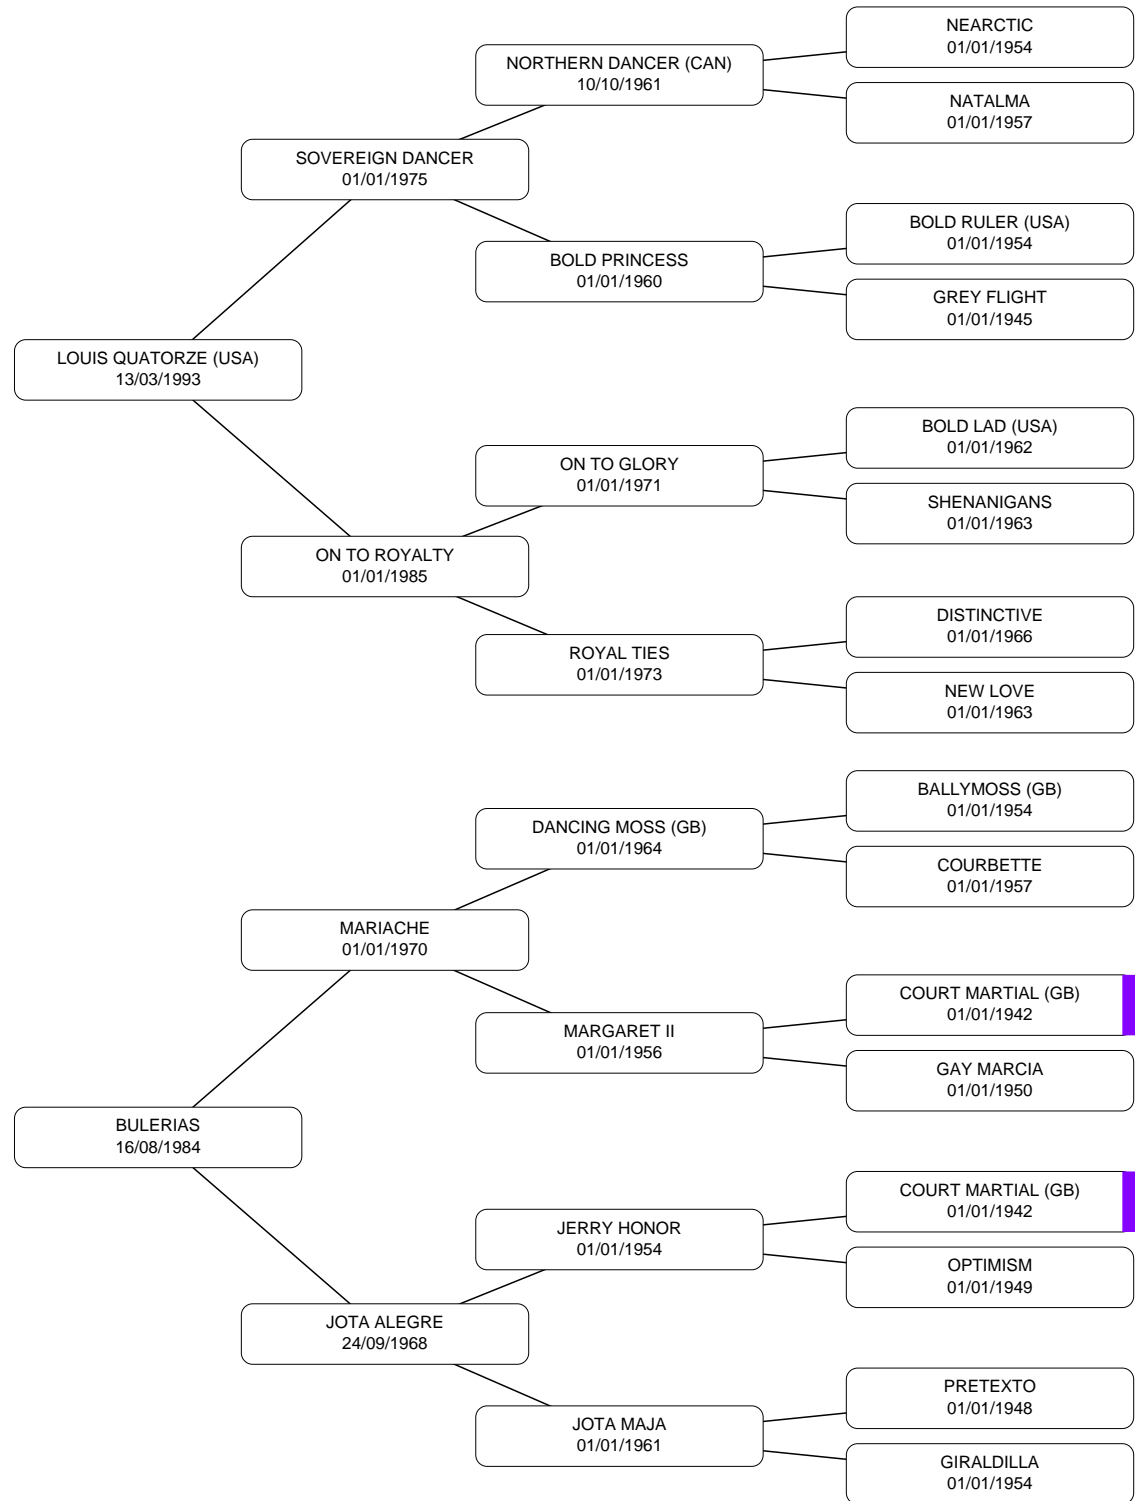 NEARCTIC
01/01/1954
NORTHERN DANCER (CAN)
10/10/1961
NATALMA
01/01/1957
SOVEREIGN DANCER
01/01/1975
BOLD RULER (USA)
01/01/1954
BOLD PRINCESS
01/01/1960
GREY FLIGHT
01/01/1945
LOUIS QUATORZE (USA)
13/03/1993
BOLD LAD (USA)
01/01/1962
ON TO GLORY
01/01/1971
SHENANIGANS
01/01/1963
ON TO ROYALTY
01/01/1985
DISTINCTIVE
01/01/1966
ROYAL TIES
01/01/1973
NEW LOVE
01/01/1963
BALLYMOSS (GB)
01/01/1954
DANCING MOSS (GB)
01/01/1964
COURBETTE
01/01/1957
MARIACHE
01/01/1970
COURT MARTIAL (GB)
01/01/1942
MARGARET II
01/01/1956
GAY MARCIA
01/01/1950
BULERIAS
16/08/1984
COURT MARTIAL (GB)
01/01/1942
JERRY HONOR
01/01/1954
OPTIMISM
01/01/1949
JOTA ALEGRE
24/09/1968
PRETEXTO
01/01/1948
JOTA MAJA
01/01/1961
GIRALDILLA
01/01/1954